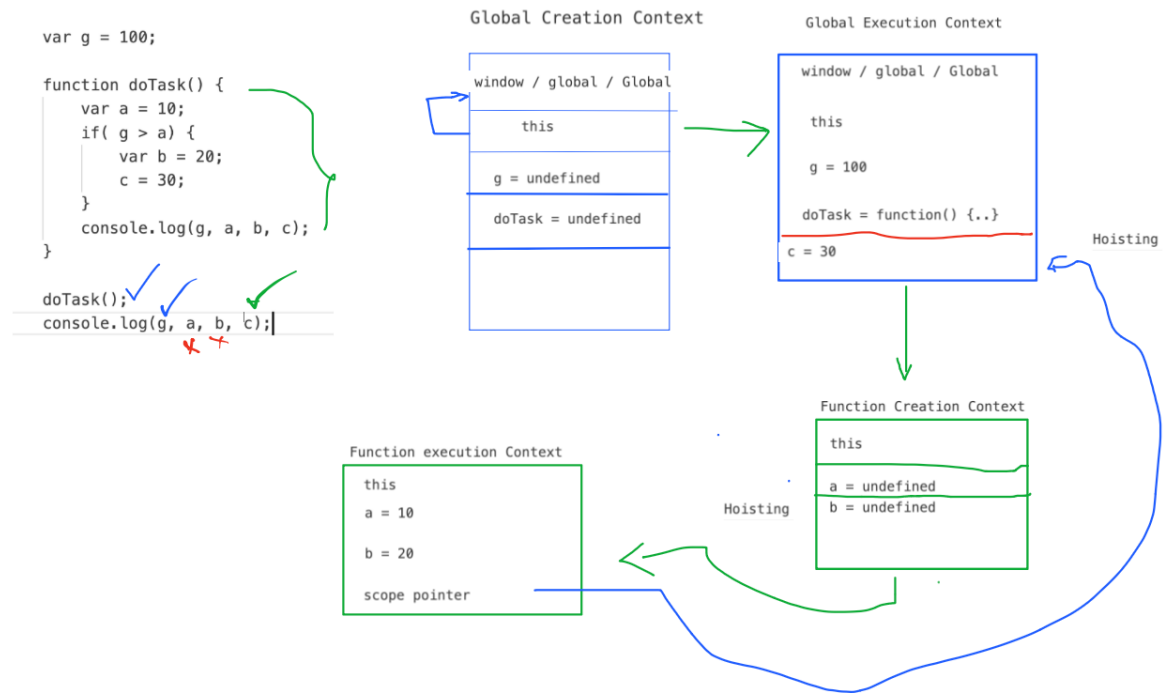 var g = 100;
function doTask() {
var a = 10;
if( g > a) {
var b = 20;
c = 30;
}
console.log(g, a, b, c);
}
doTask();
console.log(g, a, b, c);
Global Creation Context
window / global / Global
this
g = undefined
doTask = undefined
Global Execution Context
window / global / Global
this
g = 100
doTask = function() {..}
c = 30
Hoisting
Function Creation Context
this
a = undefined
b = undefined
Hoisting
Function execution Context
this
a = 10
b = 20
scope pointer